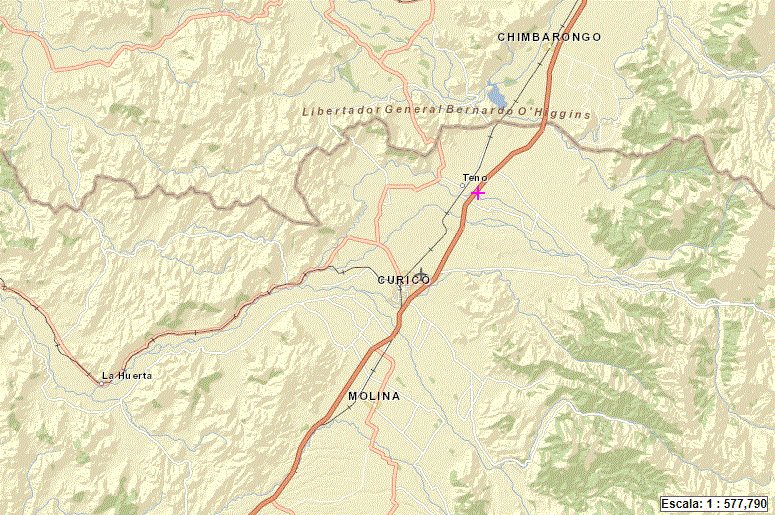 CHIMBARONGO
Libertador General Bernardo O'Higgins
Teno
CURICO
La Huerta
MOLINA
Escala: 1 : 577,790